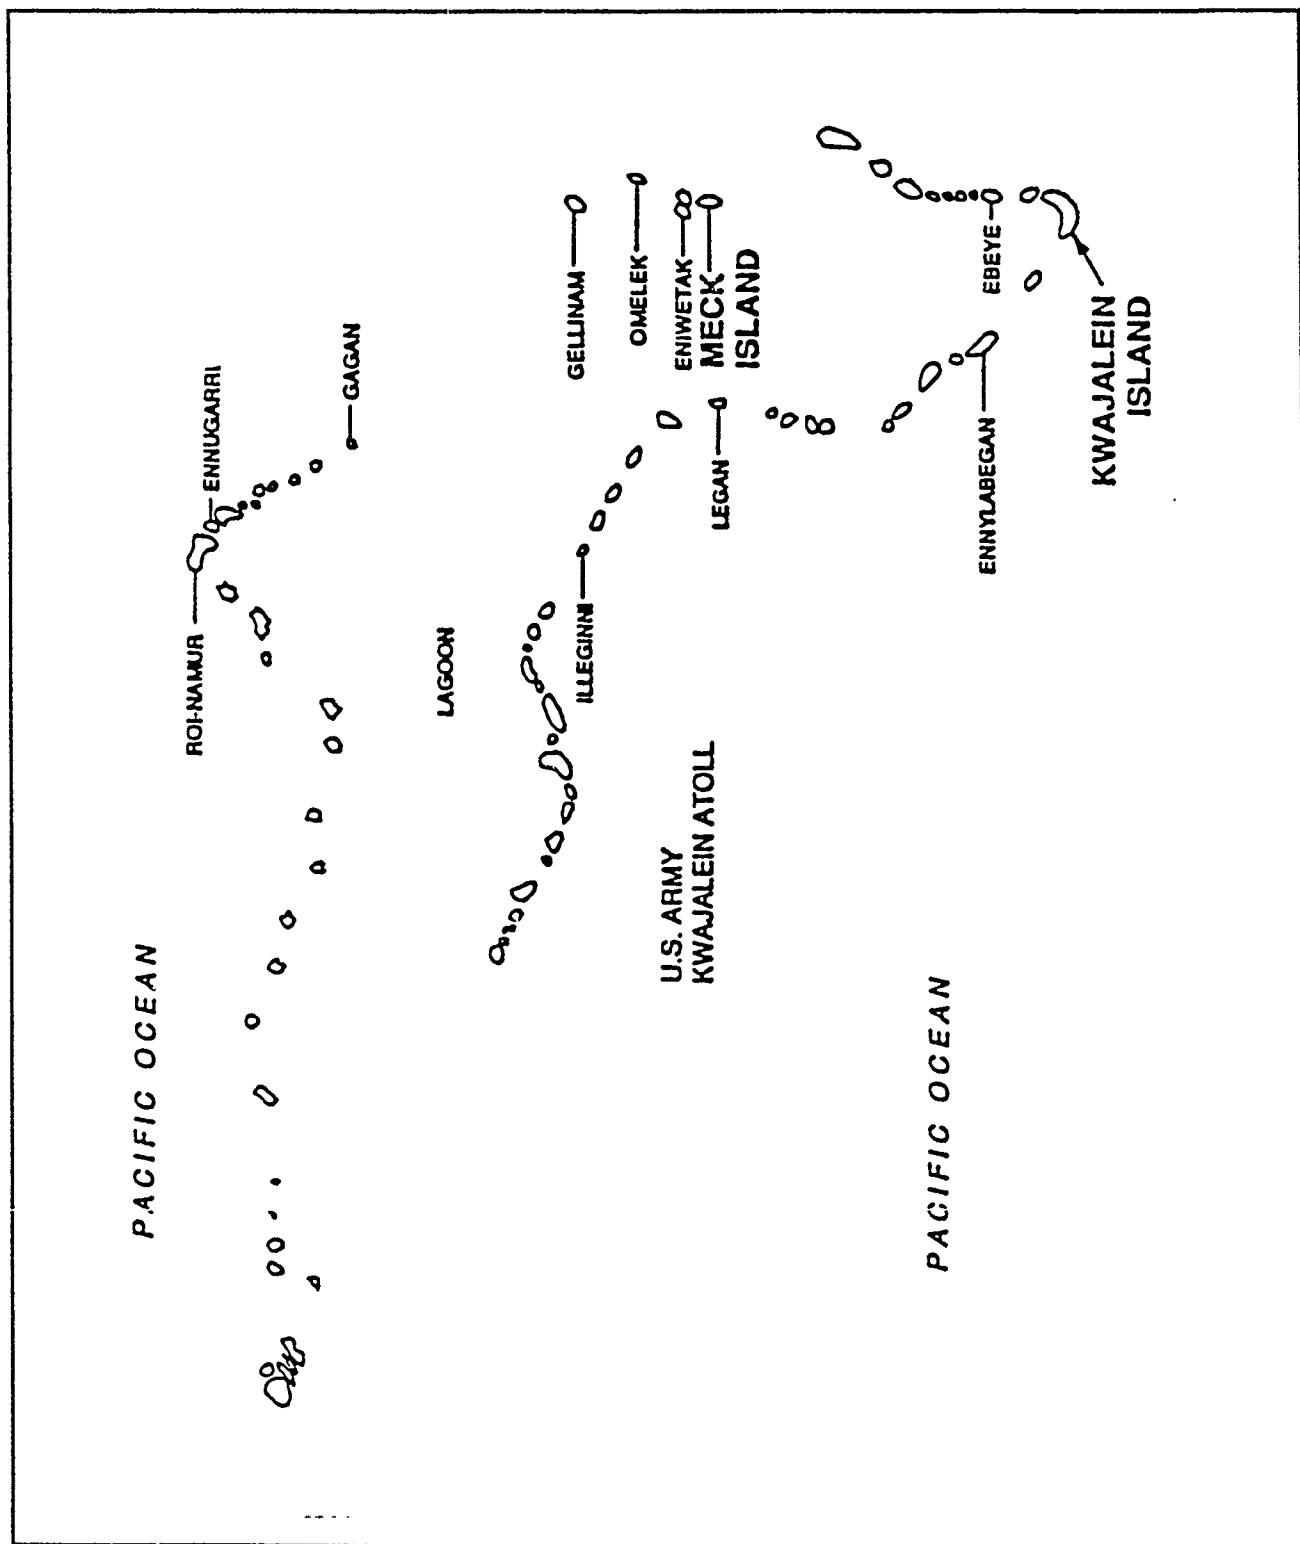 PACIFIC OCEAN
ROI-NAMUR
ENNUGARRI
GAGAN
LAGOON
GELLINAM
ILLEGINNI
OMELEK
ENIWETAK
MECK
ISLAND
LEGAN
U.S. ARMY
KWAJALEIN ATOLL
PACIFIC OCEAN
ENNYLABEGAN
EBEYE
KWAJALEIN
ISLAND